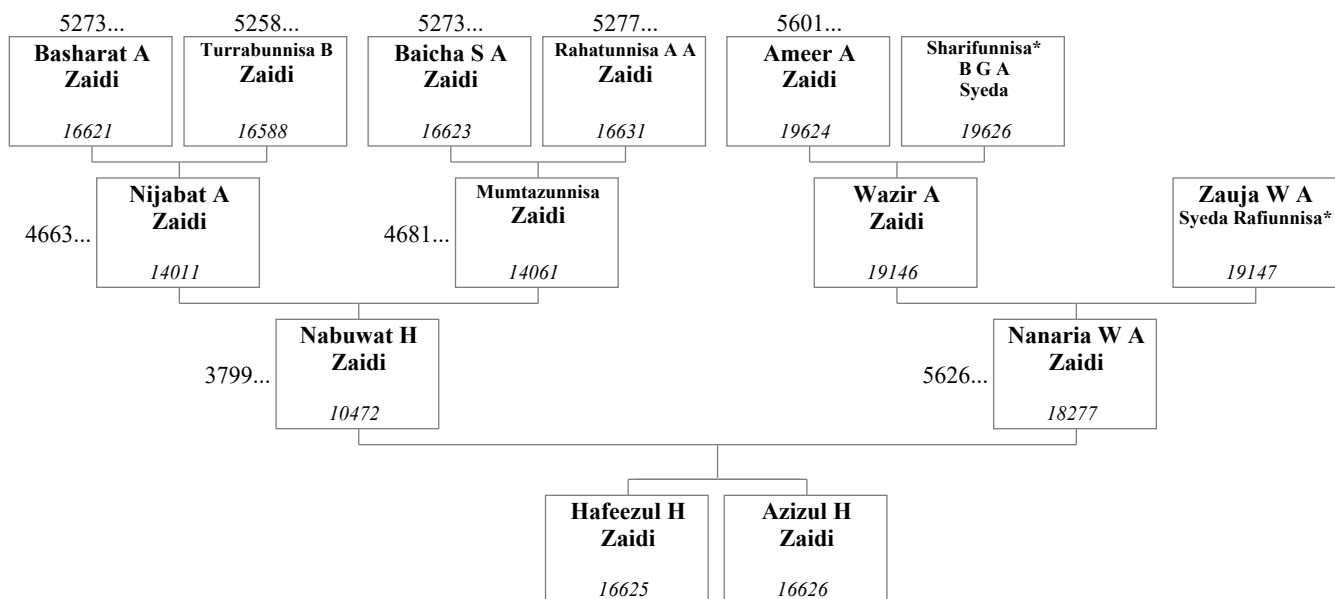 5273...
5258...
5273...
5277...
5601...
Basharat A
Zaidi
16621
Turrabunnisa B
Zaidi
16588
Baicha S A
Zaidi
16623
Rahatunnisa A A
Zaidi
16631
Ameer A
Zaidi
19624
Sharifunnisa*
B G A
Syeda
19626
4663...
Nijabat A
Zaidi
14011
4681...
Mumtazunnisa
Zaidi
14061
Wazir A
Zaidi
19146
Zauja W A
Syeda Rafiunnisa*
19147
3799...
Nabuwat H
Zaidi
10472
5626...
Nanaria W A
Zaidi
18277
Hafeezul H
Zaidi
16625
Azizul H
Zaidi
16626